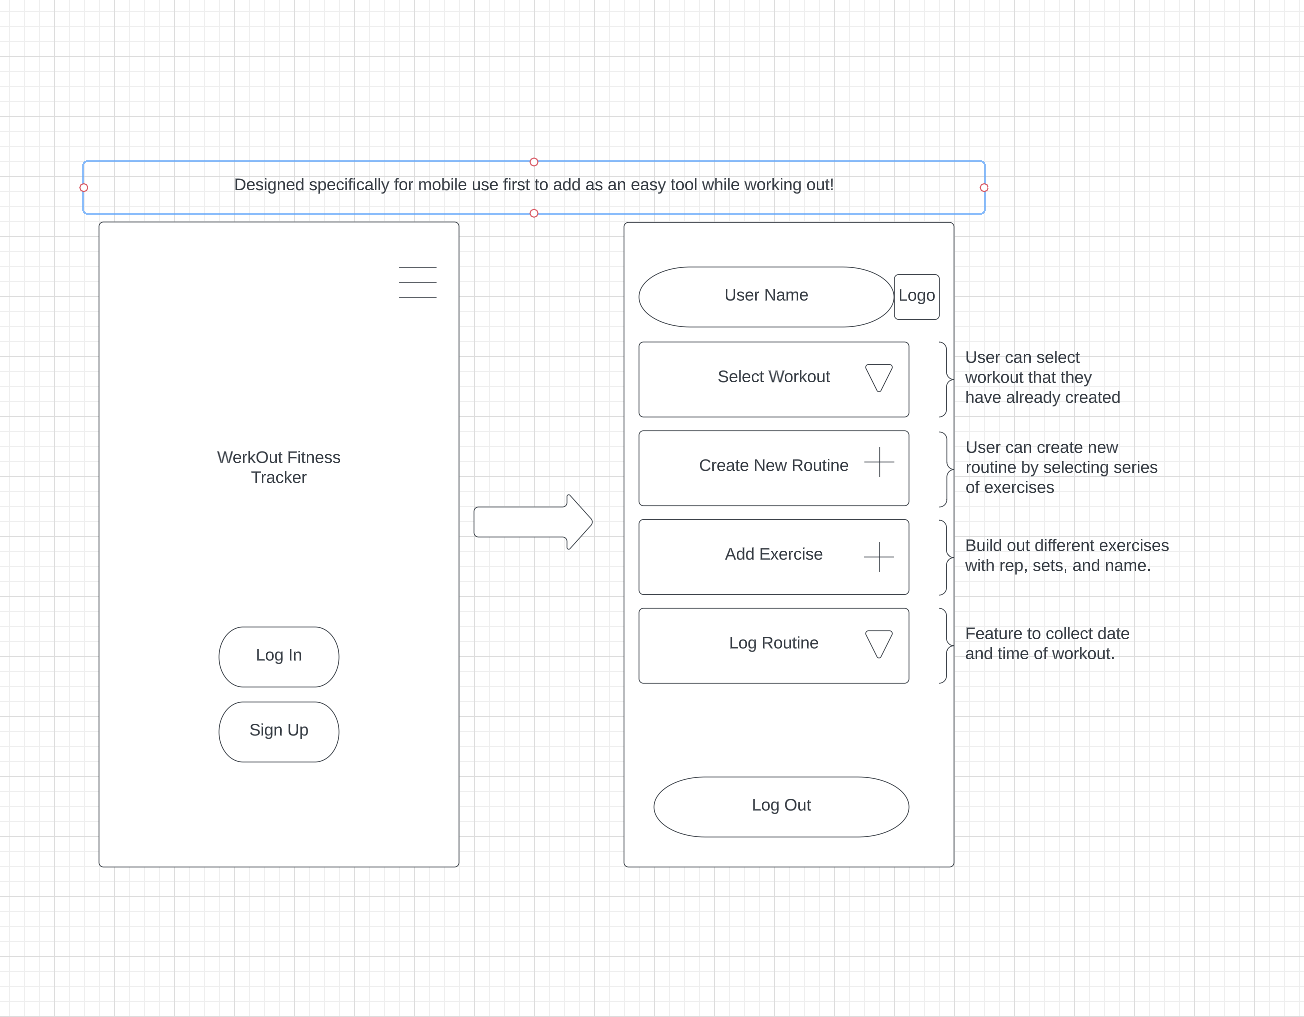 Designed specifically for mobile use first to add as an easy tool while working out!
WerkOut Fitness
Tracker
Log In
Sign Up
User Name
Logo
Select Workout
User can select
workout that they
have already created
Create New Routine
User can create new
routine by selecting series
of exercises
Add Exercise
Build out different exercises
with rep, sets, and name.
Log Routine
Feature to collect date
and time of workout.
Log Out